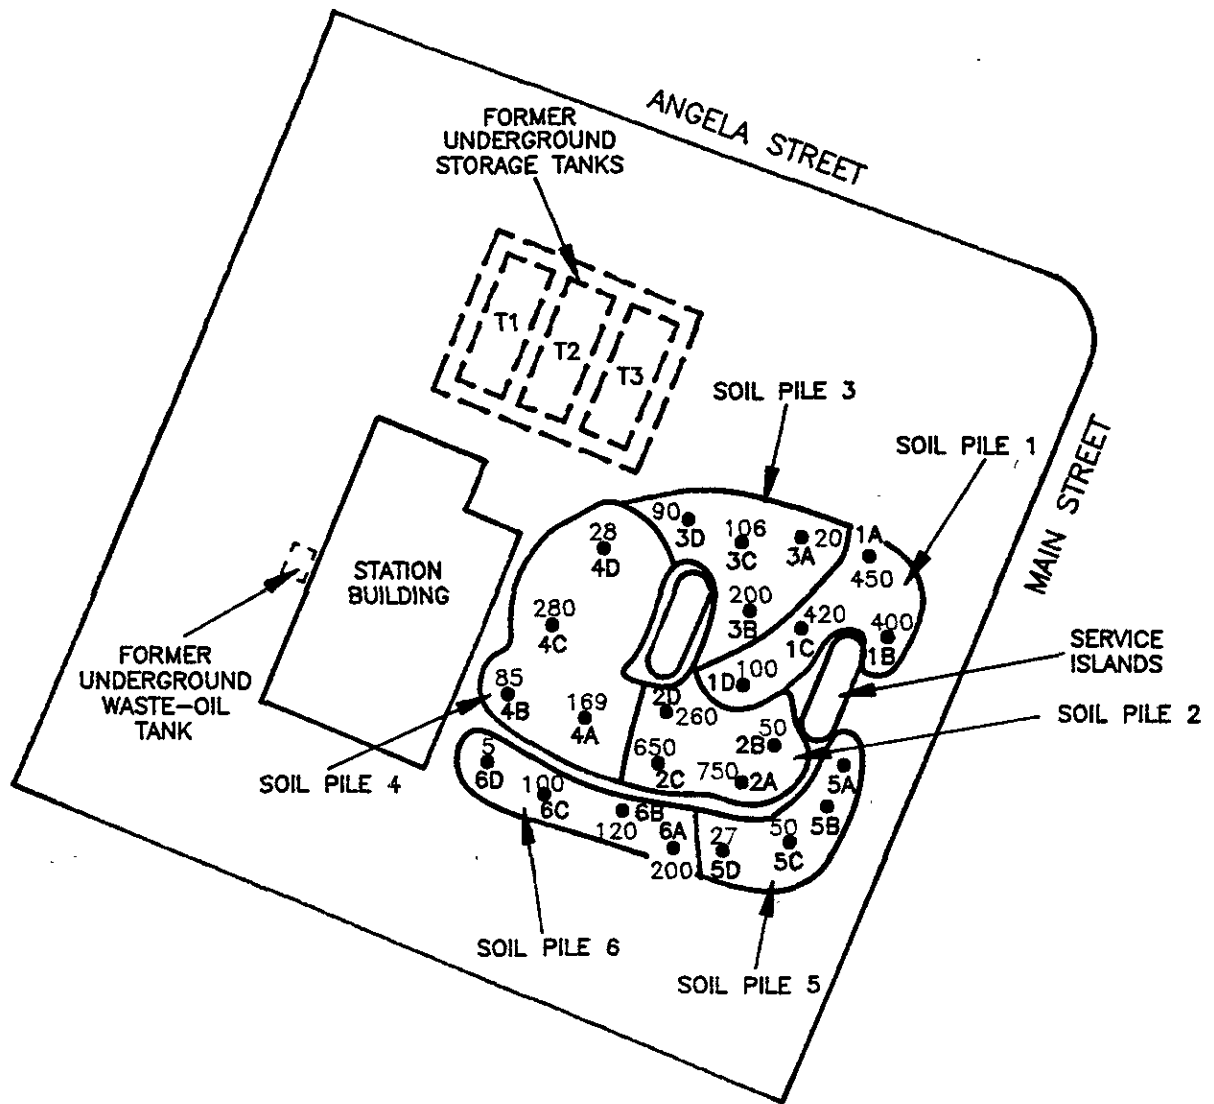 ANGELA STREET
FORMER
UNDERGROUND
STORAGE TANKS
T1
T2
T3
SOIL PILE 3
SOIL PILE 1
MAIN STREET
90
3D
106
3C
20
3A
1A
450
28
4D
STATION
BUILDING
280
4C
200
3B
420
1C
400
1B
SERVICE
ISLANDS
FORMER
UNDERGROUND
WASTE-OIL
TANK
100
1D
85
4B
169
4A
2D
260
50
2B
SOIL PILE 2
650
2C
750
2A
5A
SOIL PILE 4
5
6D
100
6C
6B
120
5B
6A
200
27
5D
50
5C
SOIL PILE 6
SOIL PILE 5